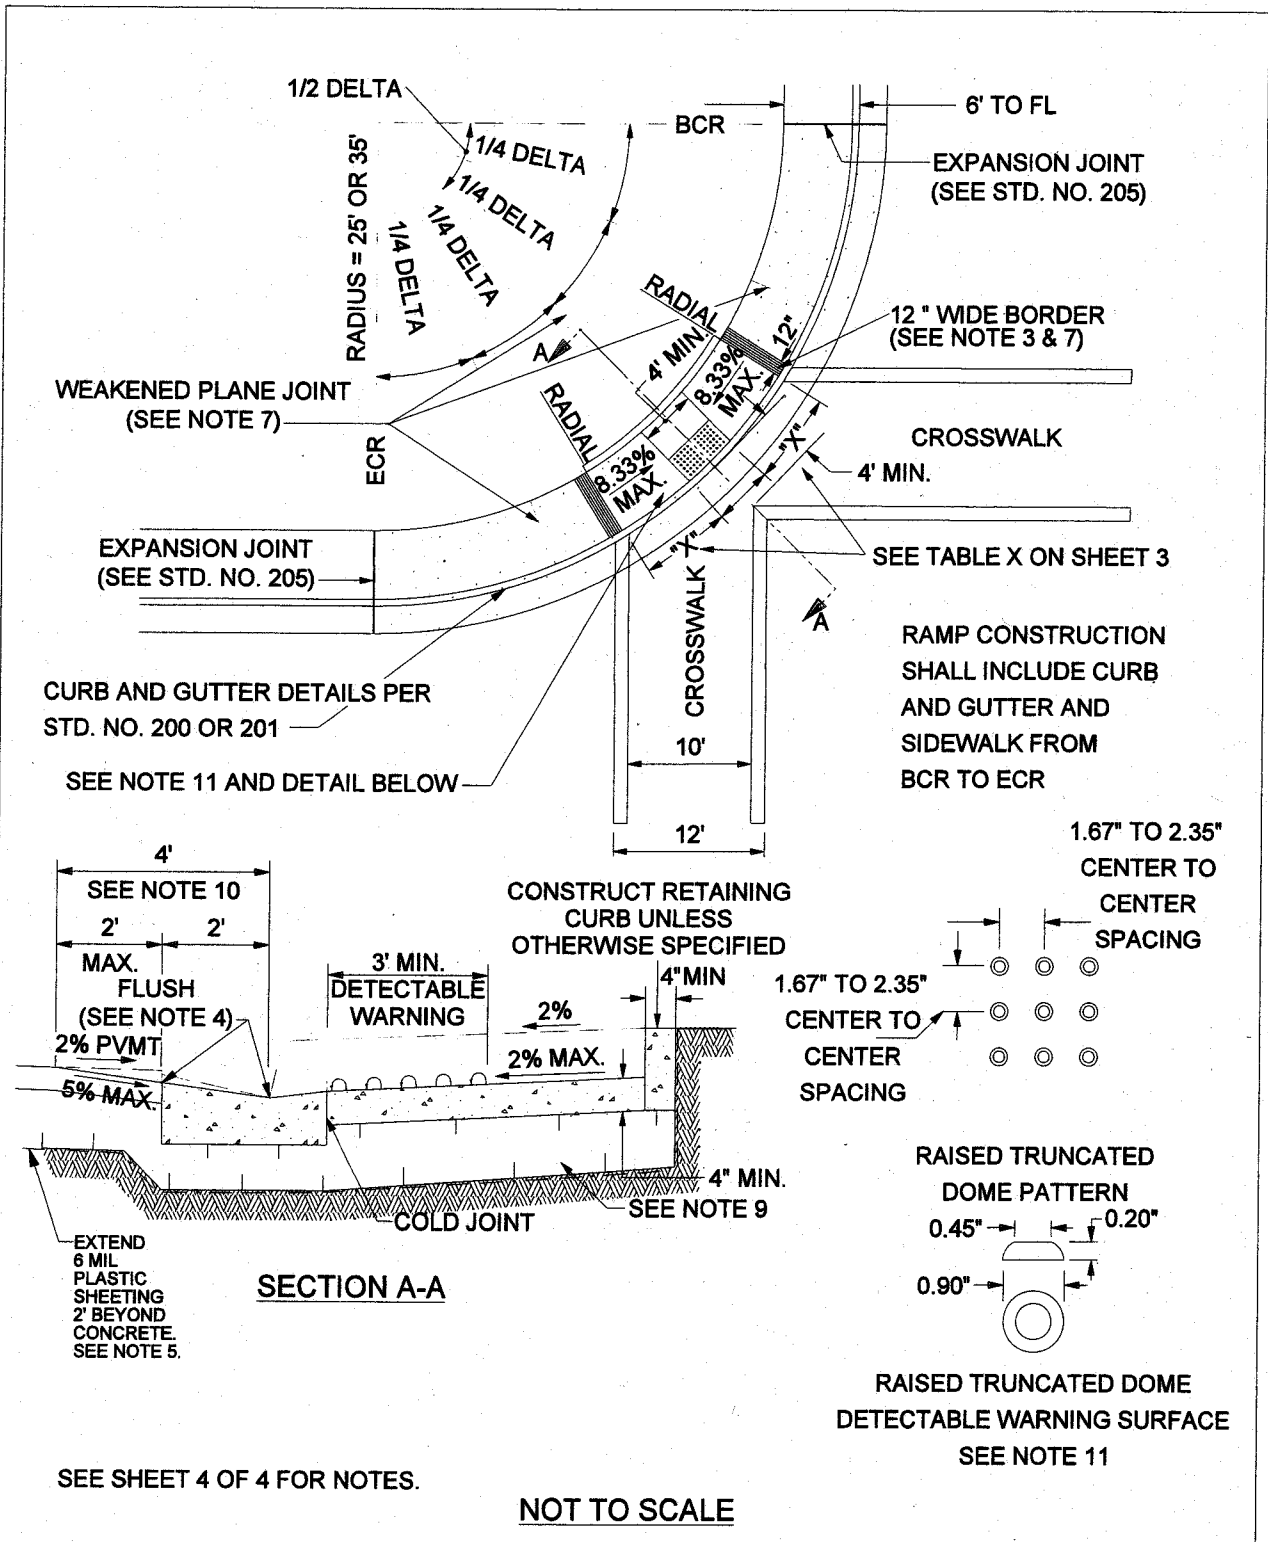 1/2 DELTA
BCR
6' TO FL
1/4 DELTA
1/4 DELTA
1/4 DELTA
1/4 DELTA
RADIUS = 25' OR 35'
EXPANSION JOINT
(SEE STD. NO. 205)
RADIAL
12"
12 " WIDE BORDER
(SEE NOTE 3 & 7)
A
4' MIN.
8.33%
MAX.
WEAKENED PLANE JOINT
(SEE NOTE 7)
RADIAL
ECR
CROSSWALK
"X"
4' MIN.
8.33%
MAX.
EXPANSION JOINT
(SEE STD. NO. 205)
"X"
SEE TABLE X ON SHEET 3
CROSSWALK
A
RAMP CONSTRUCTION
SHALL INCLUDE CURB
AND GUTTER AND
SIDEWALK FROM
BCR TO ECR
CURB AND GUTTER DETAILS PER
STD. NO. 200 OR 201
10'
SEE NOTE 11 AND DETAIL BELOW
12'
4'
SEE NOTE 10
2'
2'
MAX.
FLUSH
(SEE NOTE 4)
2% PVMT
5% MAX.
3' MIN.
DETECTABLE
WARNING
CONSTRUCT RETAINING
CURB UNLESS
OTHERWISE SPECIFIED
4"MIN
2%
2% MAX.
4" MIN.
SEE NOTE 9
COLD JOINT
EXTEND
6 MIL
PLASTIC
SHEETING
2' BEYOND
CONCRETE.
SEE NOTE 5.
SECTION A-A
1.67" TO 2.35"
CENTER TO
CENTER
SPACING
1.67" TO 2.35"
CENTER TO
CENTER
SPACING
RAISED TRUNCATED
DOME PATTERN
0.45"
0.20"
0.90"
RAISED TRUNCATED DOME
DETECTABLE WARNING SURFACE
SEE NOTE 11
SEE SHEET 4 OF 4 FOR NOTES.
NOT TO SCALE